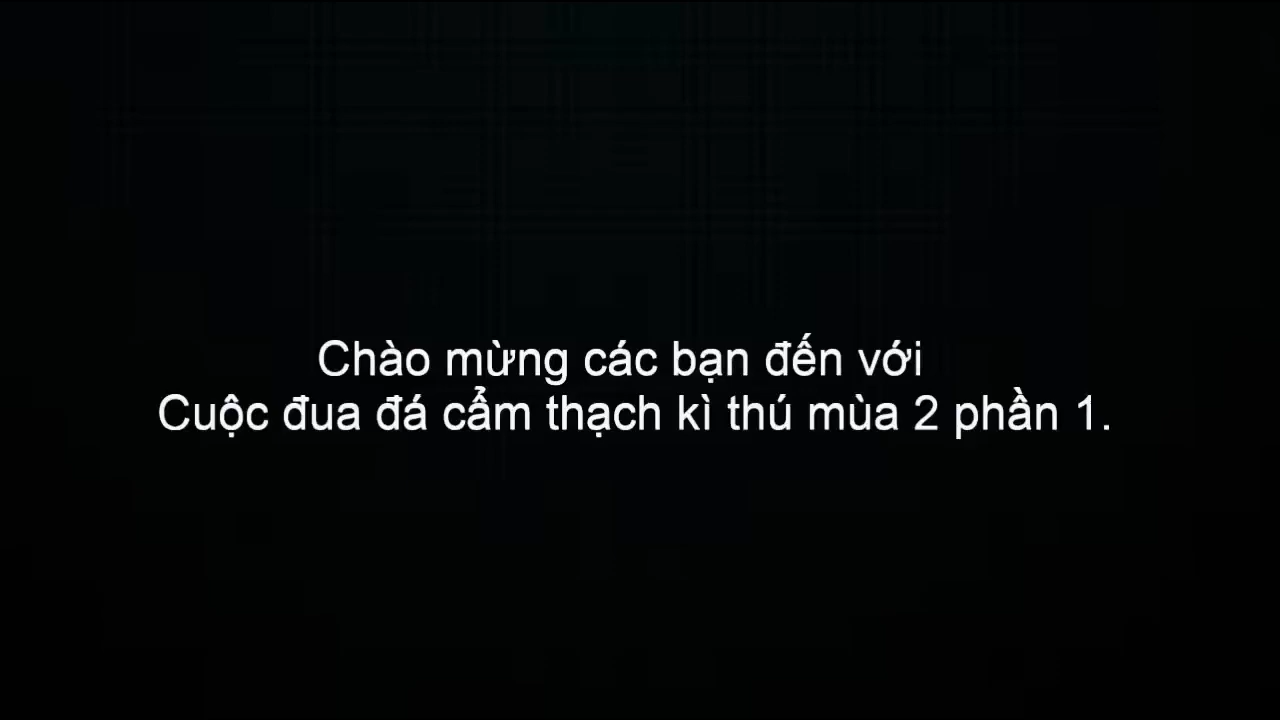 Chào mừng các bạn đến với
Cuộc đua đá cẩm thạch kì thú mùa 2 phần 1.